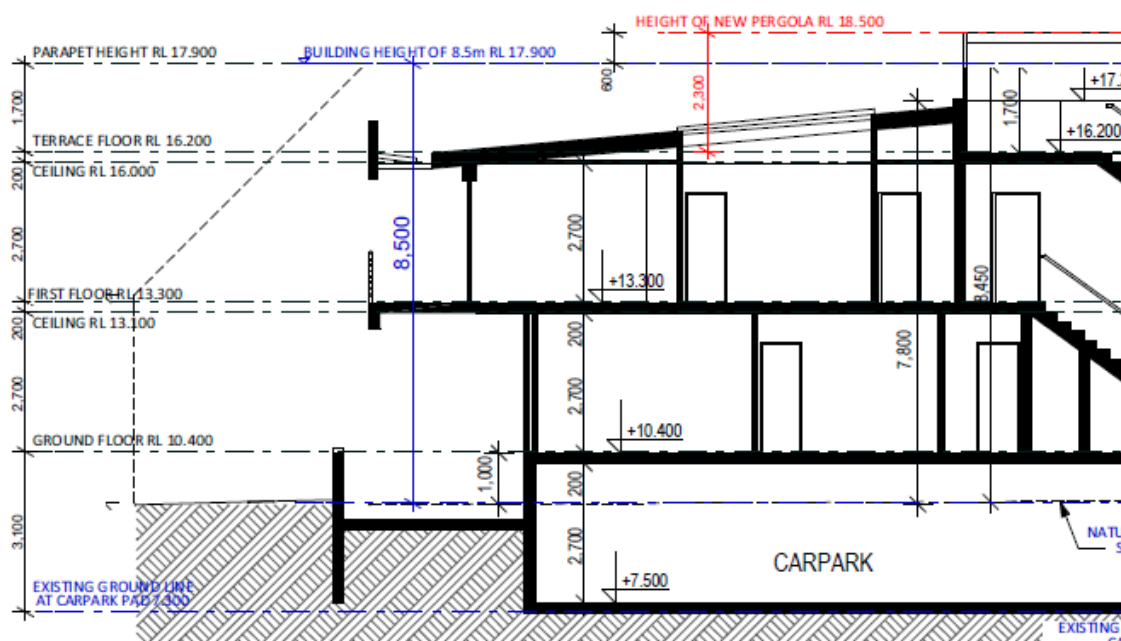 HEIGHT OF NEW PERGOLA RL 18.500
PARAPET HEIGHT RL 17.900
BUILDING HEIGHT OF 8.5m RL 17.900
600
2,300
1,700
1,700
+17.2
+16.200
TERRACE FLOOR RL 16.200
200
CEILING RL 16.000
2,700
8,500
2,700
+13.300
8,450
FIRST FLOOR RL 13.300
200
CEILING RL 13.100
200
7,800
2,700
2,700
+10.400
GROUND FLOOR RL 10.400
1,000
200
3,100
2,700
CARPARK
+7.500
EXISTING GROUND LINE
AT CARPARK PAD 7.300
EXISTING